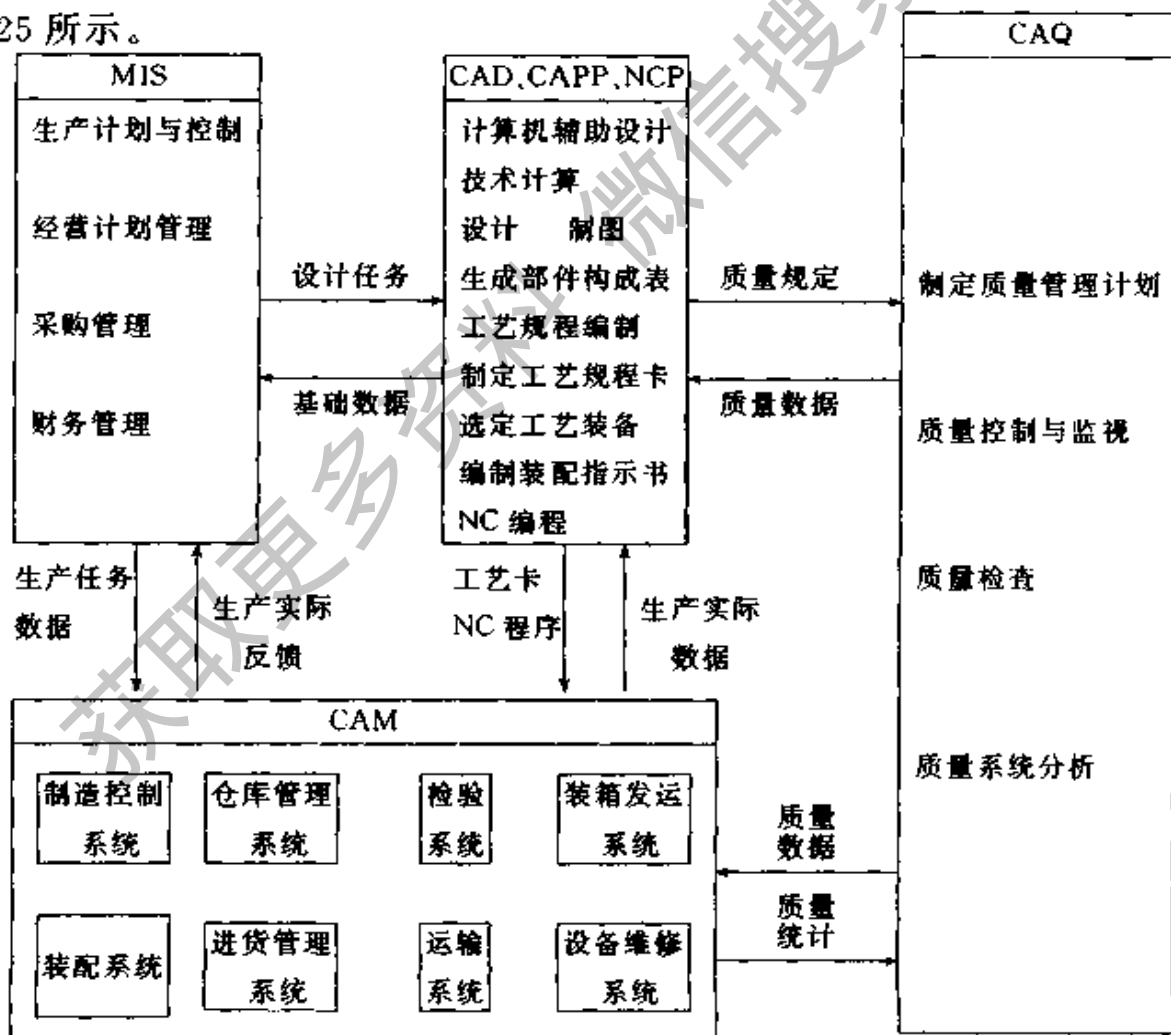 25 所示。
MIS
生产计划与控制
经营计划管理
采购管理
财务管理
设计任务
基础数据
CAD、CAPP、NCP
计算机辅助设计
技术计算
设计 制图
生成部件构成表
工艺规程编制
制定工艺规程卡
选定工艺装备
编制装配指示书
NC 编程
质量规定
质量数据
CAQ
制定质量管理计划
质量控制与监视
质量检查
质量系统分析
生产任务
数据
生产实际
反馈
工艺卡
NC 程序
生产实际
数据
CAM
制造控制
系统
仓库管理
系统
检验
系统
装箱发运
系统
装配系统
进货管理
系统
运输
系统
设备维修
系统
质量
数据
质量
统计
获取更多资料 微信搜